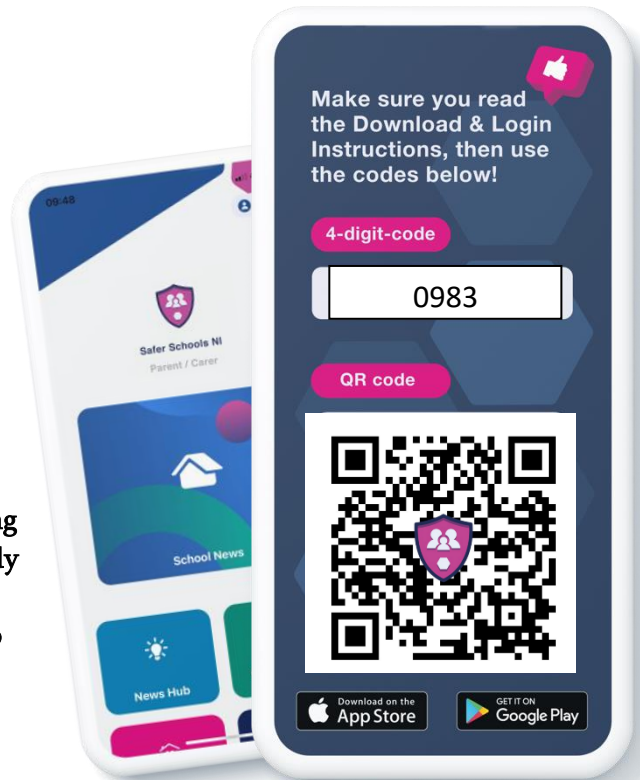 Make sure you read
the Download & Login
Instructions, then use
the codes below!
4-digit-code
0983
QR code
Download on the
App Store
GET IT ON
Google Play
09:48
Safer Schools NI
Parent / Carer
School News
News Hub